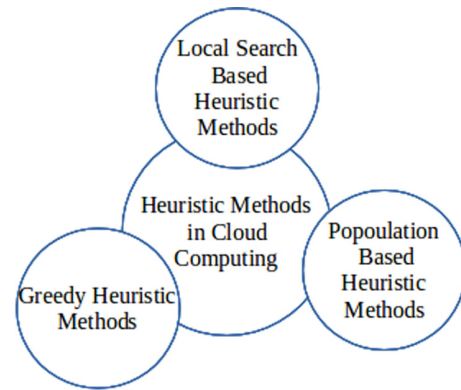 Local Search
Based
Heuristic
Methods
Heuristic Methods
in Cloud
Computing
Popoulation
Based
Heuristic
Methods
Greedy Heuristic
Methods